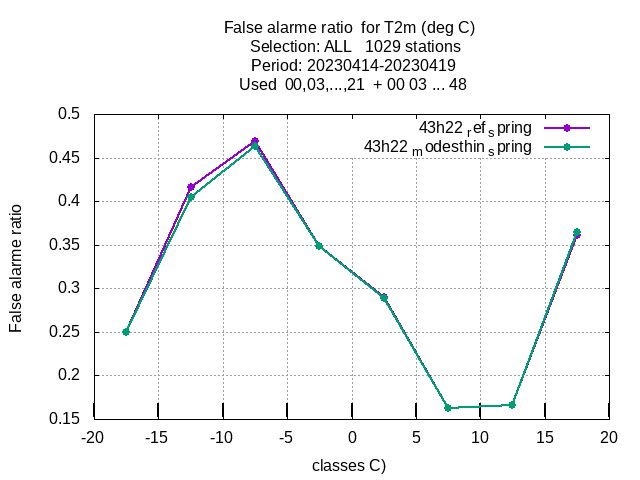 False alarme ratio  for T2m (deg C)
Selection: ALL   1029 stations
Period: 20230414-20230419
Used  00,03,...,21  + 00 03 ... 48
43h22 ref spring
43h22 modesthin spring
False alarme ratio
0.5
0.45
0.4
0.35
0.3
0.25
0.2
0.15
-20 -15 -10 -5 0 5 10 15 20
classes C)